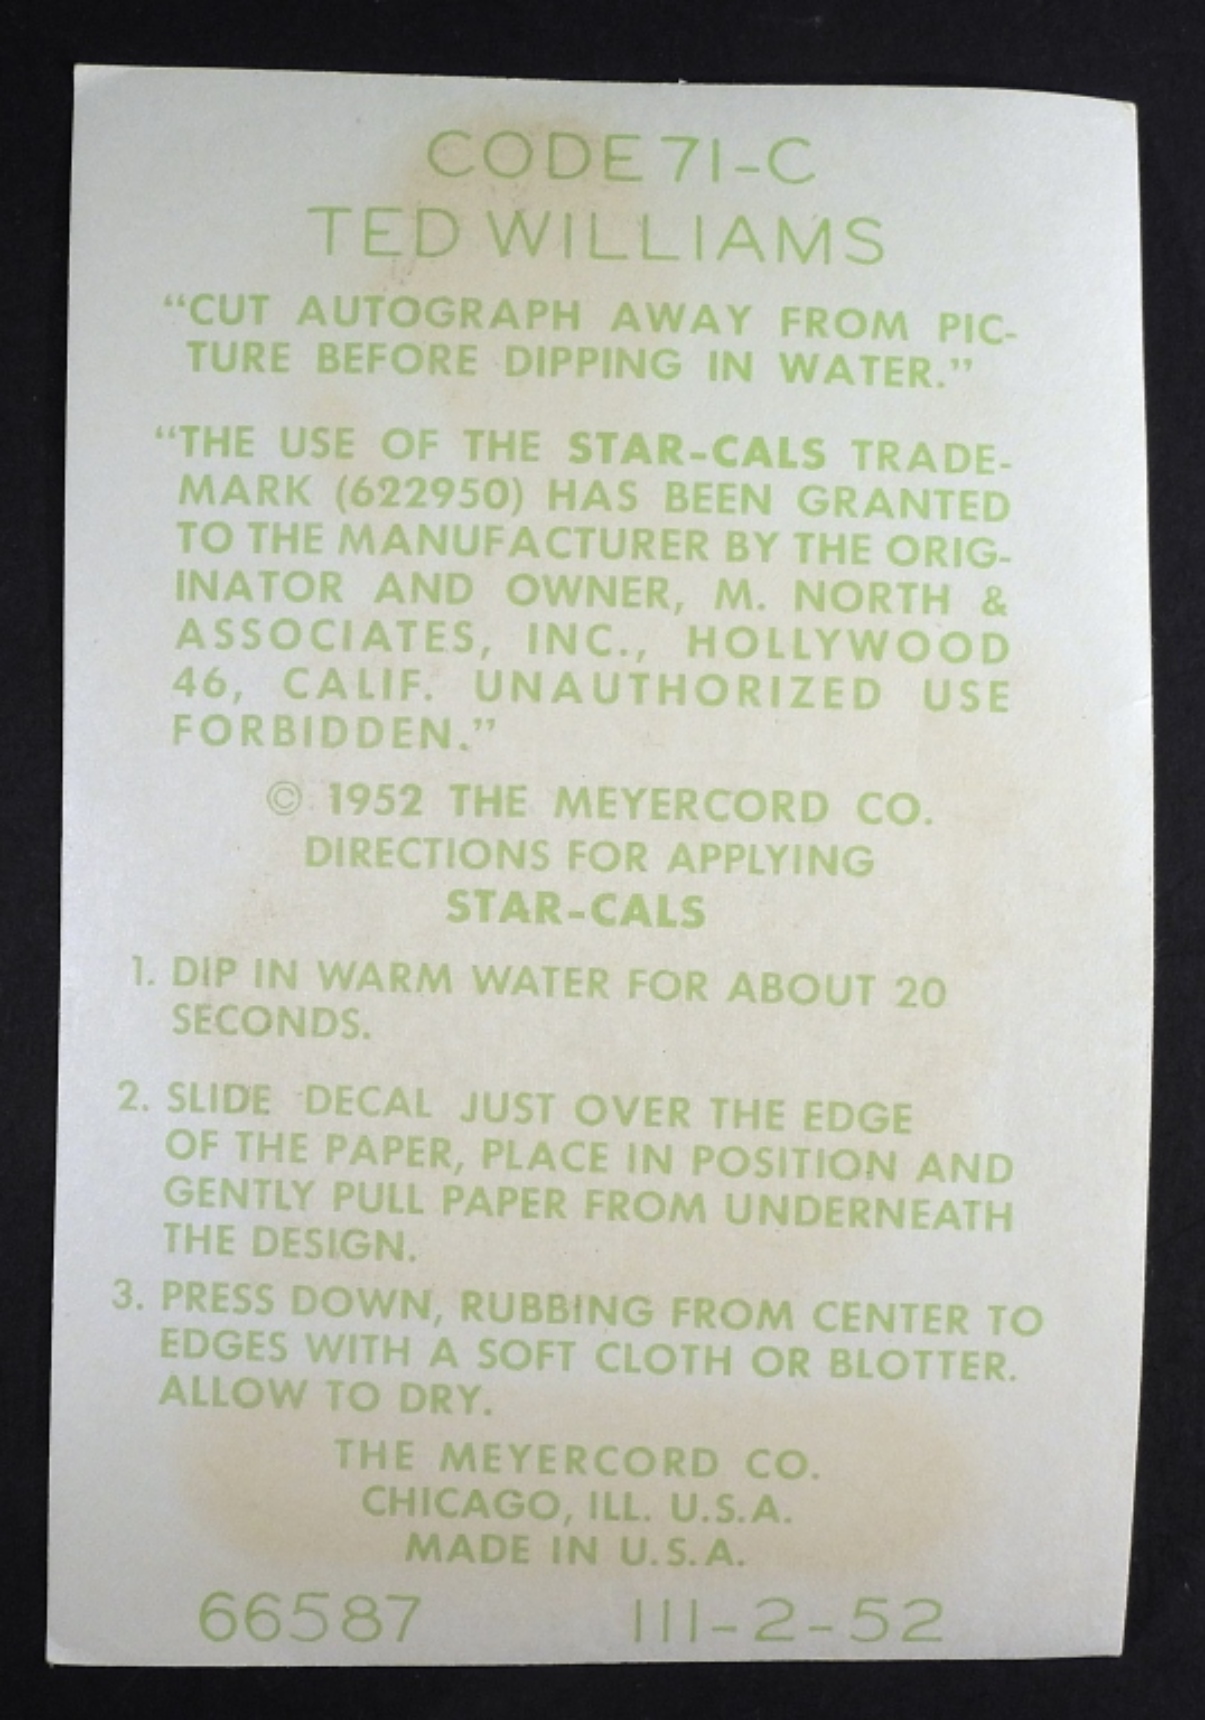 CODE 71-C
TED WILLIAMS
“CUT AUTOGRAPH AWAY FROM PIC-
TURE BEFORE DIPPING IN WATER.”
“THE USE OF THE STAR-CALS TRADE-
MARK (622950) HAS BEEN GRANTED
TO THE MANUFACTURER BY THE ORIG-
INATOR AND OWNER, M. NORTH &
ASSOCIATES, INC., HOLLYWOOD
46, CALIF. UNAUTHORIZED USE
FORBIDDEN.”
© 1952 THE MEYERCORD CO.
DIRECTIONS FOR APPLYING
STAR-CALS
1. DIP IN WARM WATER FOR ABOUT 20
SECONDS.
2. SLIDE DECAL JUST OVER THE EDGE
OF THE PAPER, PLACE IN POSITION AND
GENTLY PULL PAPER FROM UNDERNEATH
THE DESIGN.
3. PRESS DOWN, RUBBING FROM CENTER TO
EDGES WITH A SOFT CLOTH OR BLOTTER.
ALLOW TO DRY.
THE MEYERCORD CO.
CHICAGO, ILL. U.S.A.
MADE IN U.S.A.
66587 III-2-52